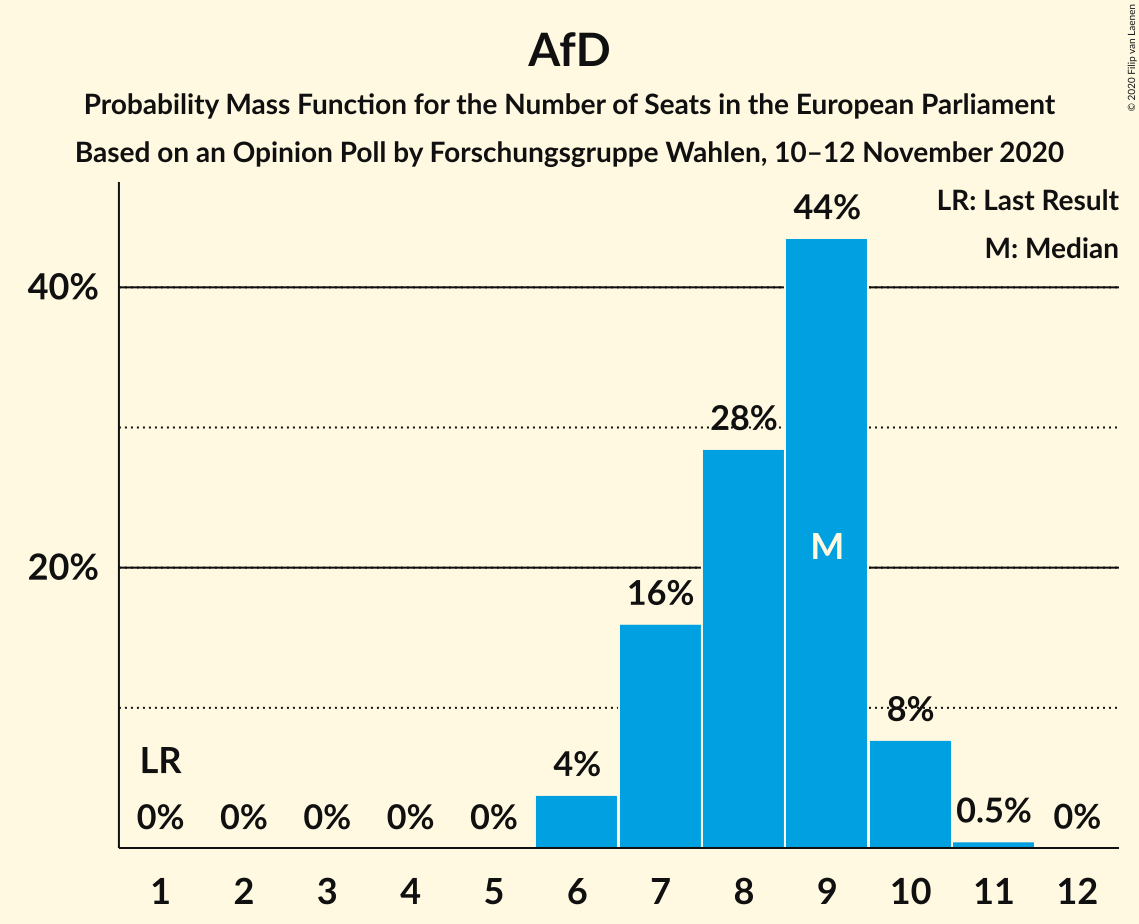 AfD
Probability Mass Function for the Number of Seats in the European Parliament
Based on an Opinion Poll by Forschungsgruppe Wahlen, 10–12 November 2020
© 2020 Filip van Laenen
LR: Last Result
M: Median
44%
40%
28%
M
20%
16%
8%
LR
4%
0% 0% 0% 0% 0% 0.5% 0%
1 2 3 4 5 6 7 8 9 10 11 12